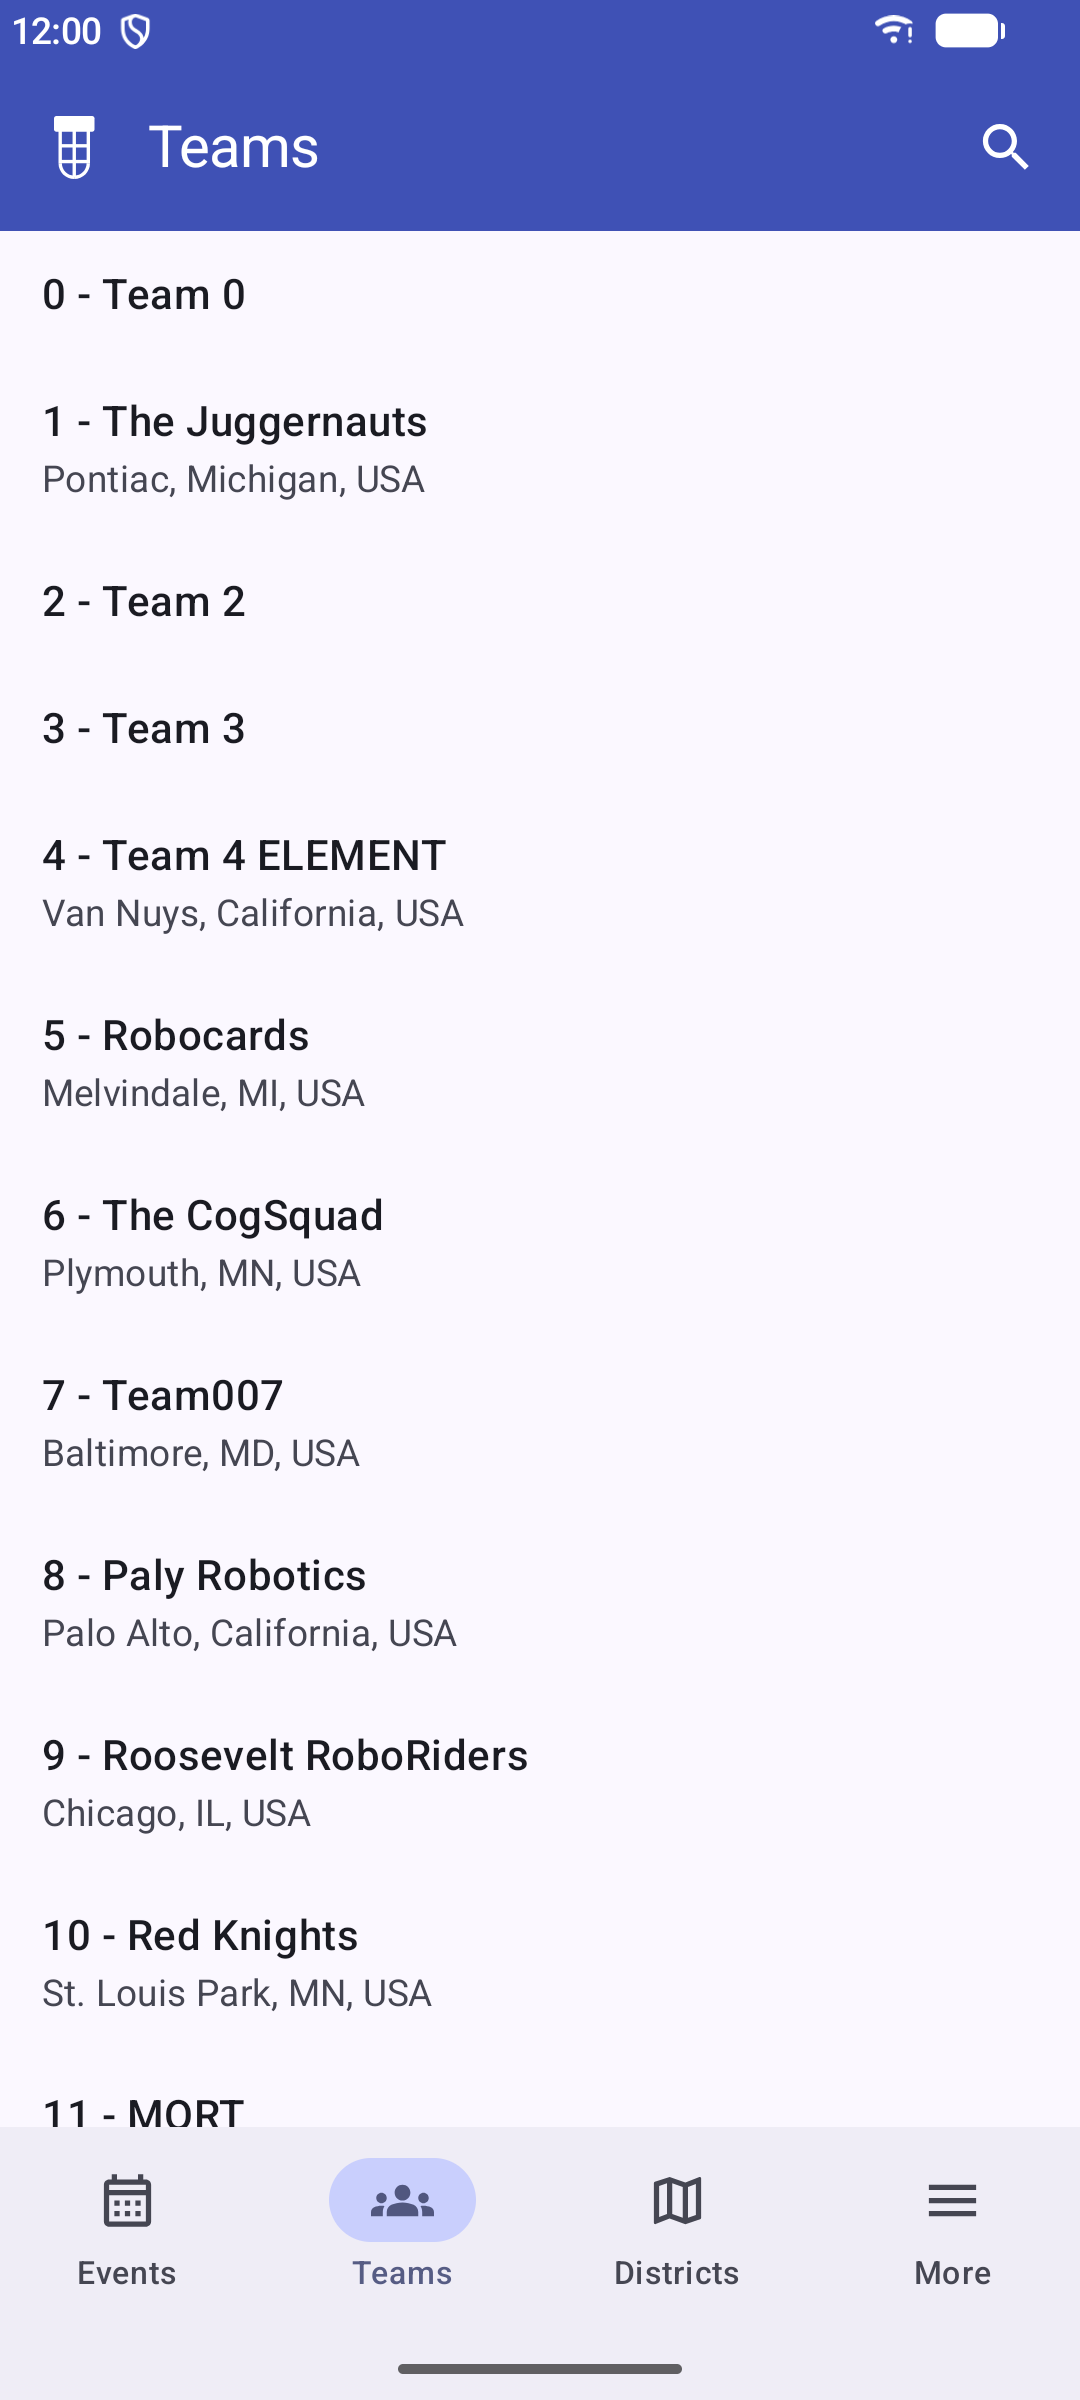 12:00
Teams
0 - Team 0
1 - The Juggernauts
Pontiac, Michigan, USA
2 - Team 2
3 - Team 3
4 - Team 4 ELEMENT
Van Nuys, California, USA
5 - Robocards
Melvindale, MI, USA
6 - The CogSquad
Plymouth, MN, USA
7 - Team007
Baltimore, MD, USA
8 - Paly Robotics
Palo Alto, California, USA
9 - Roosevelt RoboRiders
Chicago, IL, USA
10 - Red Knights
St. Louis Park, MN, USA
11 - MORT
Events
Teams
Districts
More